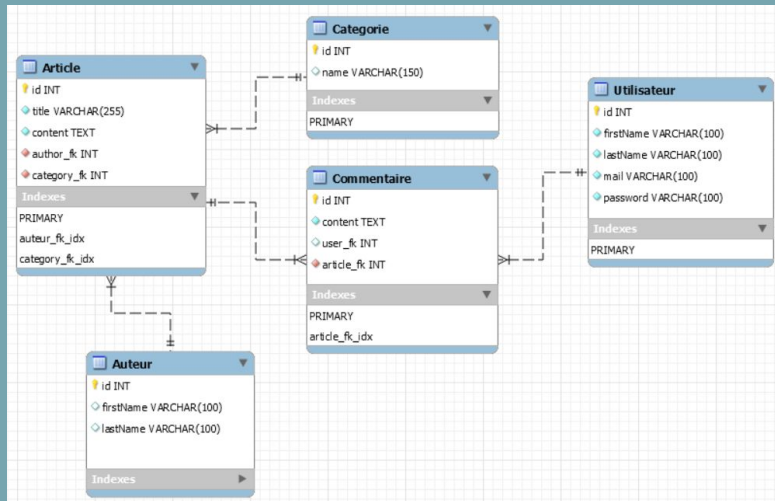 Article
id INT
title VARCHAR(255)
content TEXT
author_fk INT
category_fk INT
Indexes
PRIMARY
auteur_fk_idx
category_fk_idx
Categorie
id INT
name VARCHAR(150)
Indexes
PRIMARY
Commentaire
id INT
content TEXT
user_fk INT
article_fk INT
Indexes
PRIMARY
article_fk_idx
Utilisateur
id INT
firstName VARCHAR(100)
lastName VARCHAR(100)
mail VARCHAR(100)
password VARCHAR(100)
Indexes
PRIMARY
Auteur
id INT
firstName VARCHAR(100)
lastName VARCHAR(100)
Indexes